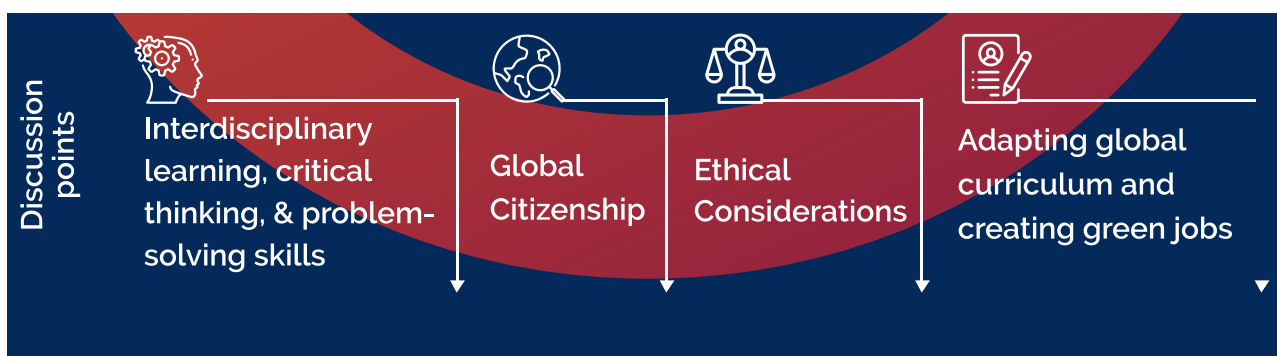 Discussion
points
Interdisciplinary
learning, critical
thinking, & problem-
solving skills
Global
Citizenship
Ethical
Considerations
Adapting global
curriculum and
creating green jobs